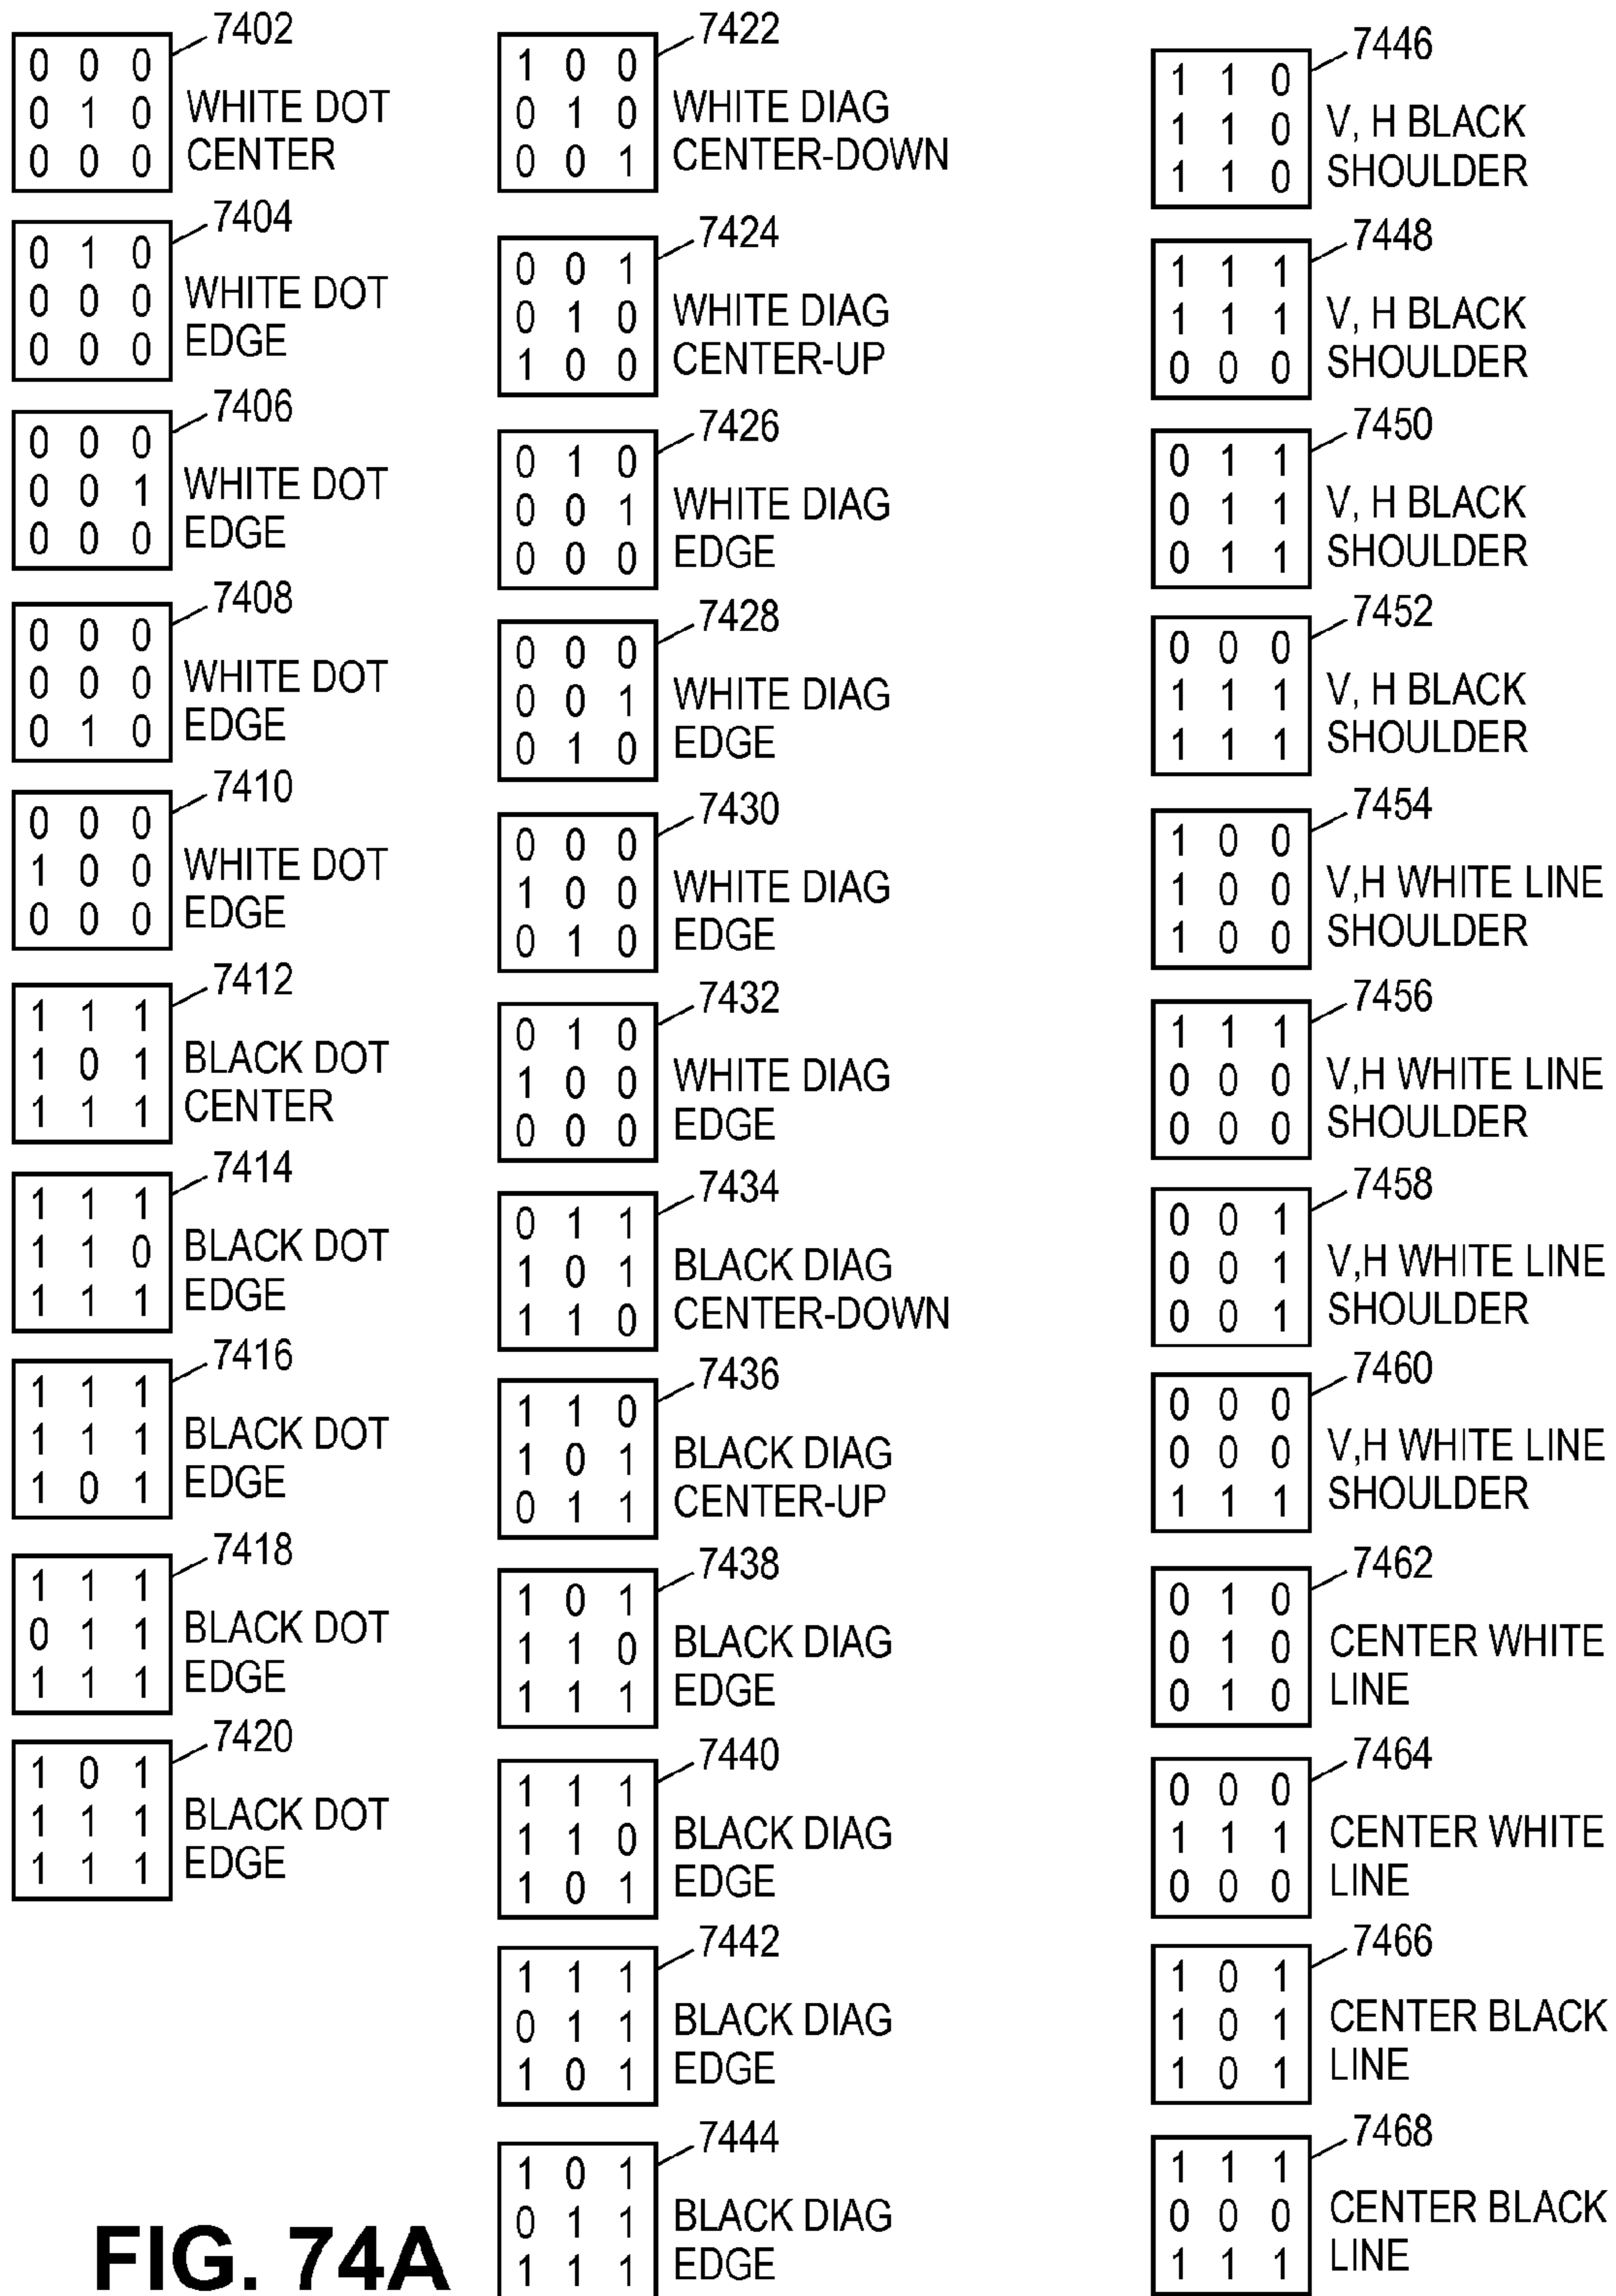 7402
0 0 0
0 1 0
0 0 0
WHITE DOT
CENTER
7404
0 1 0
0 0 0
0 0 0
WHITE DOT
EDGE
7406
0 0 0
0 0 1
0 0 0
WHITE DOT
EDGE
7408
0 0 0
0 0 0
0 1 0
WHITE DOT
EDGE
7410
0 0 0
1 0 0
0 0 0
WHITE DOT
EDGE
7412
1 1 1
1 0 1
1 1 1
BLACK DOT
CENTER
7414
1 1 1
1 1 0
1 1 1
BLACK DOT
EDGE
7416
1 1 1
1 1 1
1 0 1
BLACK DOT
EDGE
7418
1 1 1
0 1 1
1 1 1
BLACK DOT
EDGE
7420
1 0 1
1 1 1
1 1 1
BLACK DOT
EDGE
7422
1 0 0
0 1 0
0 0 1
WHITE DIAG
CENTER-DOWN
7424
0 0 1
0 1 0
1 0 0
WHITE DIAG
CENTER-UP
7426
0 1 0
0 0 1
0 0 0
WHITE DIAG
EDGE
7428
0 0 0
0 0 1
0 1 0
WHITE DIAG
EDGE
7430
0 0 0
1 0 0
0 1 0
WHITE DIAG
EDGE
7432
0 1 0
1 0 0
0 0 0
WHITE DIAG
EDGE
7434
0 1 1
1 0 1
1 1 0
BLACK DIAG
CENTER-DOWN
7436
1 1 0
1 0 1
0 1 1
BLACK DIAG
CENTER-UP
7438
1 0 1
1 1 0
1 1 1
BLACK DIAG
EDGE
7440
1 1 1
1 1 0
1 0 1
BLACK DIAG
EDGE
7442
1 1 1
0 1 1
1 0 1
BLACK DIAG
EDGE
7444
1 0 1
0 1 1
1 1 1
BLACK DIAG
EDGE
7446
1 1 0
1 1 0
1 1 0
V, H BLACK
SHOULDER
7448
1 1 1
1 1 1
0 0 0
V, H BLACK
SHOULDER
7450
0 1 1
0 1 1
0 1 1
V, H BLACK
SHOULDER
7452
0 0 0
1 1 1
1 1 1
V, H BLACK
SHOULDER
7454
1 0 0
1 0 0
1 0 0
V,H WHITE LINE
SHOULDER
7456
1 1 1
0 0 0
0 0 0
V,H WHITE LINE
SHOULDER
7458
0 0 1
0 0 1
0 0 1
V,H WHITE LINE
SHOULDER
7460
0 0 0
0 0 0
1 1 1
V,H WHITE LINE
SHOULDER
7462
0 1 0
0 1 0
0 1 0
CENTER WHITE
LINE
7464
0 0 0
1 1 1
0 0 0
CENTER WHITE
LINE
7466
1 0 1
1 0 1
1 0 1
CENTER BLACK
LINE
7468
1 1 1
0 0 0
1 1 1
CENTER BLACK
LINE
FIG. 74A